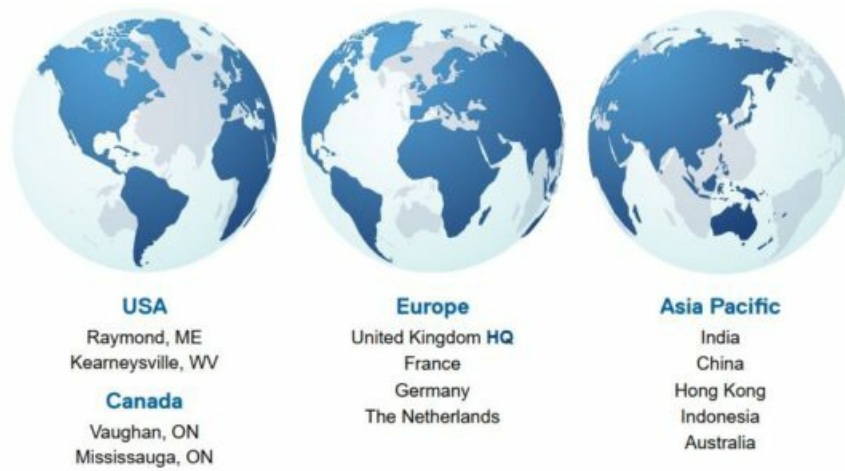 USA
Raymond, ME
Kearneysville, WV
Canada
Vaughan, ON
Mississauga, ON
Europe
United Kingdom HQ
France
Germany
The Netherlands
Asia Pacific
India
China
Hong Kong
Indonesia
Australia